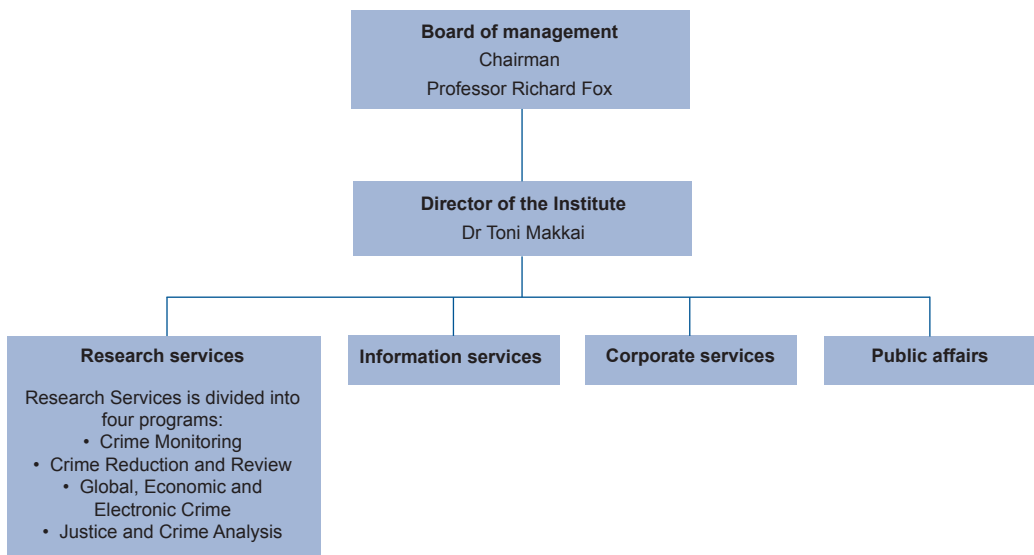 Board of management
Chairman
Professor Richard Fox
Director of the Institute
Dr Toni Makkai
Research services
Research Services is divided into
four programs:
• Crime Monitoring
• Crime Reduction and Review
• Global, Economic and
Electronic Crime
• Justice and Crime Analysis
Information services
Corporate services
Public affairs